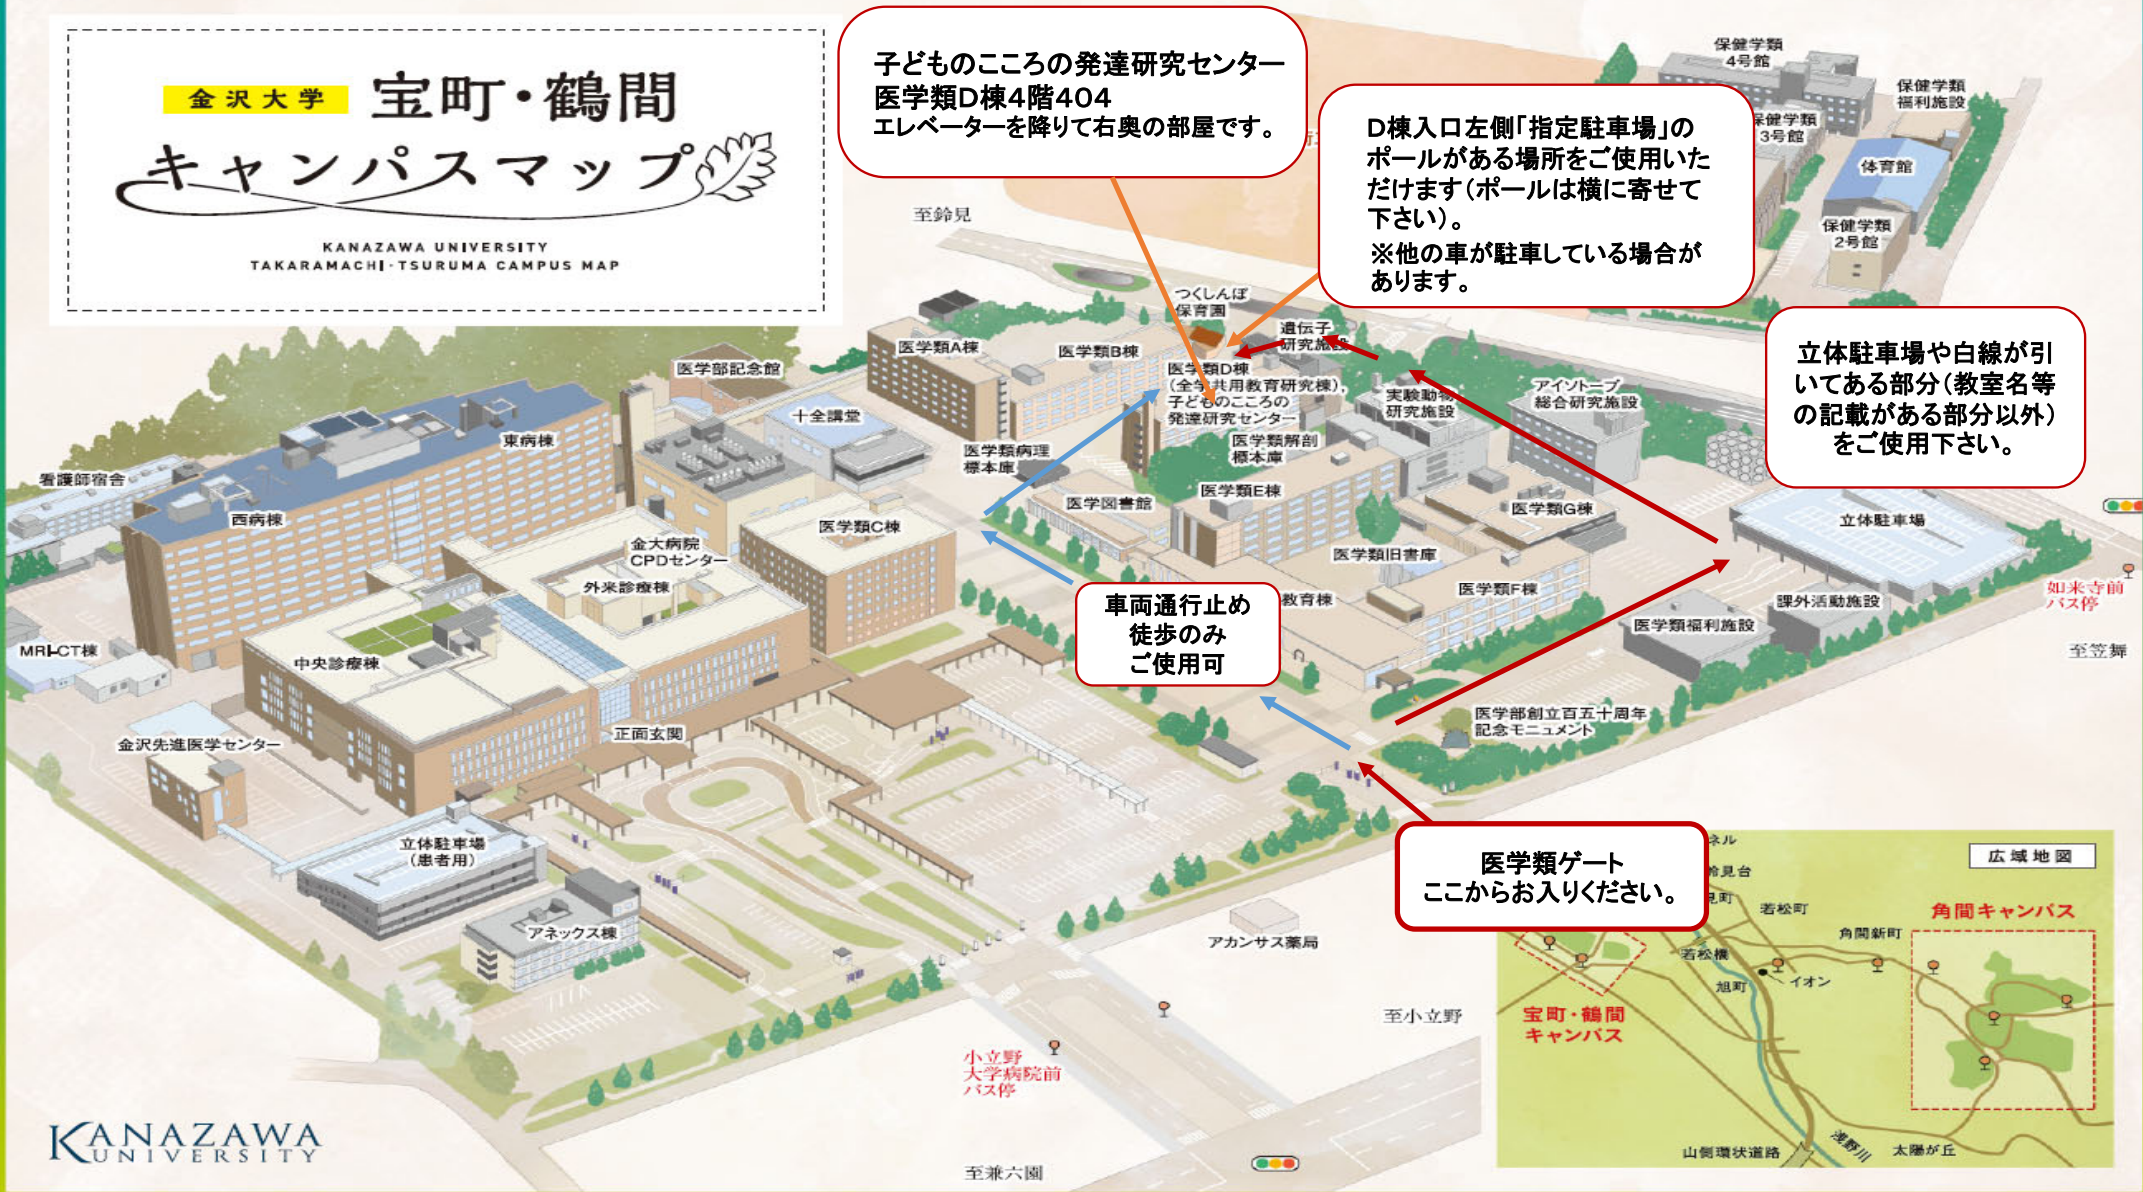 金沢大学 宝町・鶴間
キャンパスマップ
KANAZAWA UNIVERSITY
TAKARAMACHI・TSURUMA CAMPUS MAP
子どものこころの発達研究センター
医学類D棟4階404
エレベーターを降りて右奥の部屋です。
D棟入口左側「指定駐車場」の
ポールがある場所をご使用いた
だけます（ポールは横に寄せて
下さい）。
※他の車が駐車している場合が
あります。
保健学類
4号館
保健学類
福利施設
保健学類
3号館
体育館
保健学類
2号館
至鈴見
つくしんぼ
保育園
遺伝子
研究施設
立体駐車場や白線が引
いてある部分（教室名等
の記載がある部分以外）
をご使用下さい。
医学類A棟
医学類B棟
医学部記念館
医学類D棟
（全学共用教育研究棟）,
子どものこころの
発達研究センター
実験動物
研究施設
アイソトープ
総合研究施設
十全講堂
東病棟
医学類病理
標本庫
医学類解剖
標本庫
看護師宿舎
西病棟
医学類C棟
医学図書館
医学類E棟
医学類G棟
立体駐車場
金大病院
CPDセンター
外来診療棟
医学類旧書庫
医学類F棟
車両通行止め
徒歩のみ
ご使用可
教育棟
課外活動施設
医学類福利施設
如来寺前
バス停
至笠舞
MRI-CT棟
中央診療棟
正面玄関
金沢先進医学センター
医学部創立百五十周年
記念モニュメント
立体駐車場
（患者用）
アネックス棟
医学類ゲート
ここからお入りください。
アカンサス薬局
至小立野
小立野
大学病院前
バス停
至兼六園
広域地図
ネル
鈴見台
見町
若松町
角間新町
角間キャンパス
若松橋
旭町
イオン
宝町・鶴間
キャンパス
山側環状道路
浅野川
太陽が丘
KANAZAWA
UNIVERSITY